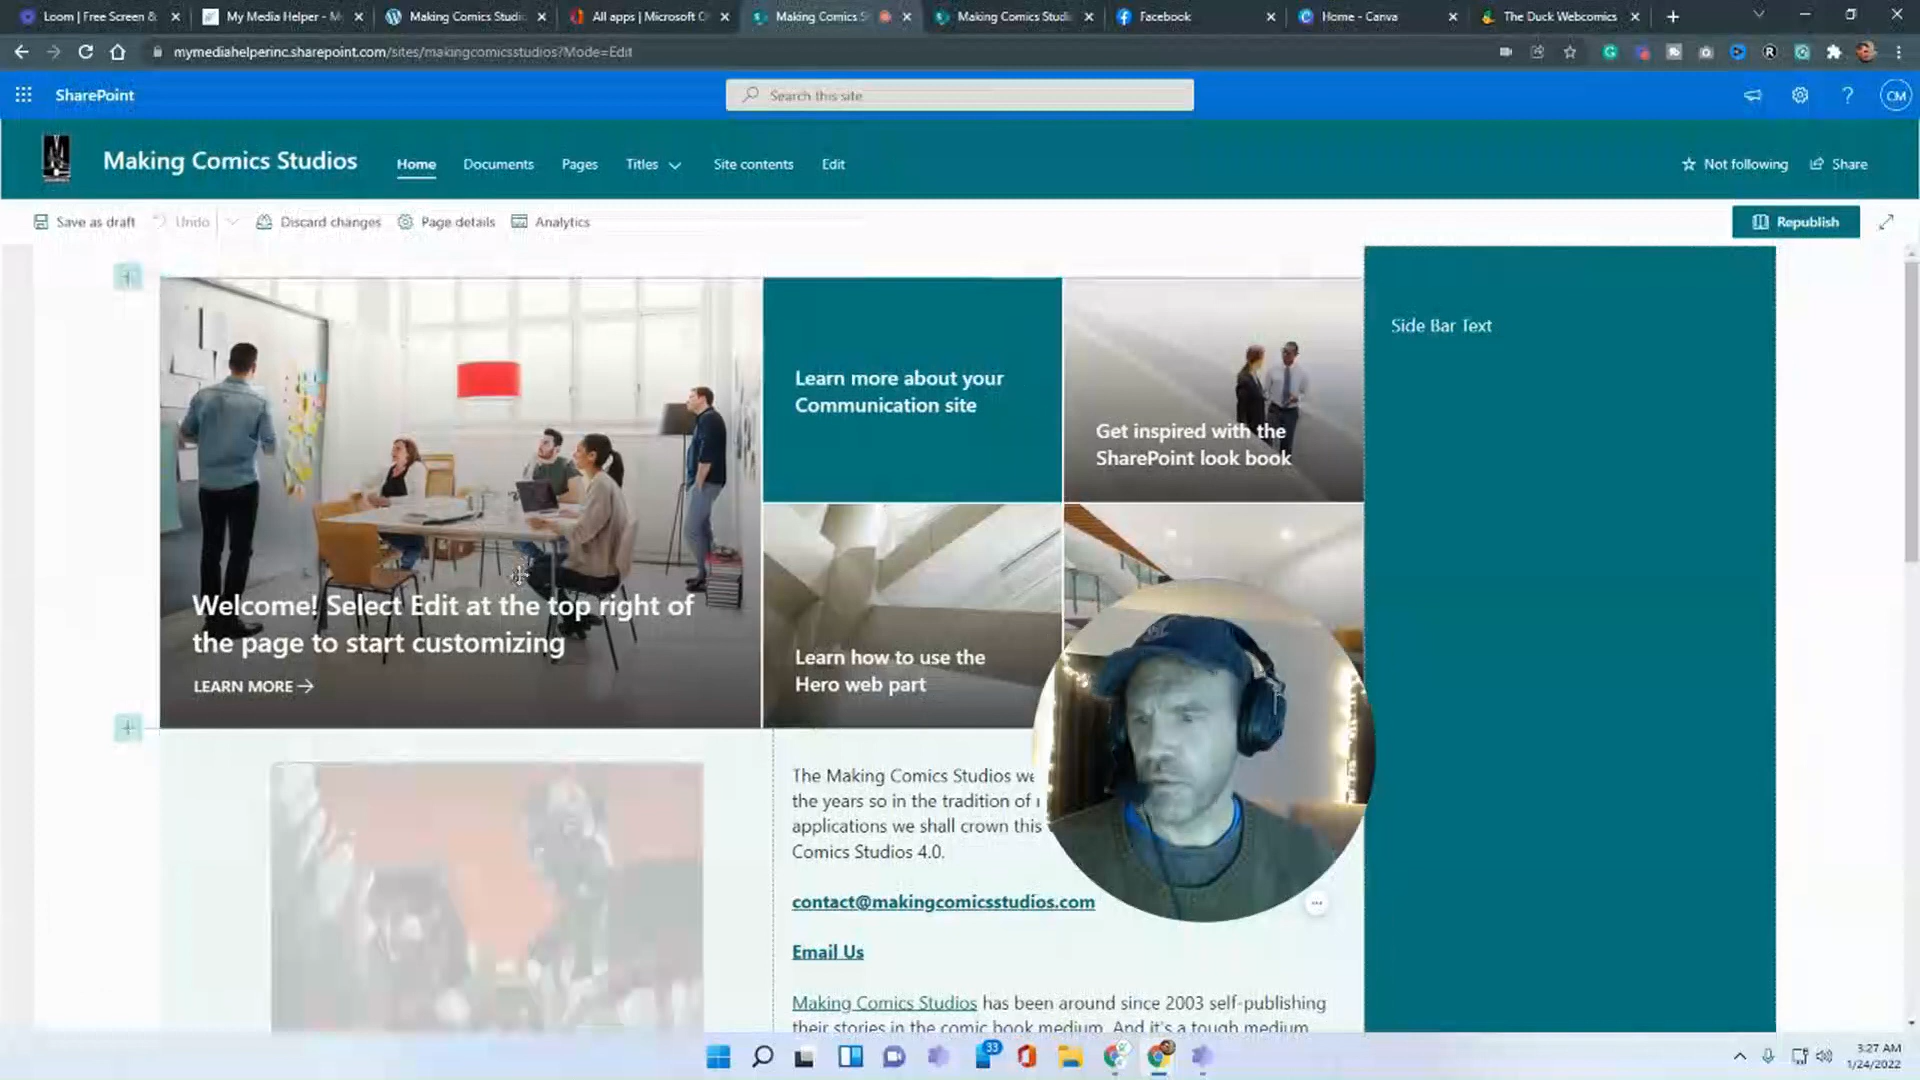 Loom | Free Screen &
My Media Helper - M
Making Comics Studi
All apps | Microsoft O
Making Comics S
Making Comics Studi
Facebook
Home - Canva
The Duck Webcomics
mymediahelperinc.sharepoint.com/sites/makingcomicsstudios?Mode=Edit
SharePoint
Search this site
CM
Making Comics Studios
Home
Documents
Pages
Titles
Site contents
Edit
Not following
Share
Save as draft
Undo
Discard changes
Page details
Analytics
Republish
Welcome! Select Edit at the top right of
the page to start customizing
LEARN MORE
Learn more about your
Communication site
Get inspired with the
SharePoint look book
Learn how to use the
Hero web part
Side Bar Text
The Making Comics Studios we
the years so in the tradition of
applications we shall crown this
Comics Studios 4.0.
contact@makingcomicsstudios.com
Email Us
Making Comics Studios has been around since 2003 self-publishing
their stories in the comic book medium. And it's a tough medium
33
3:27 AM
1/24/2022